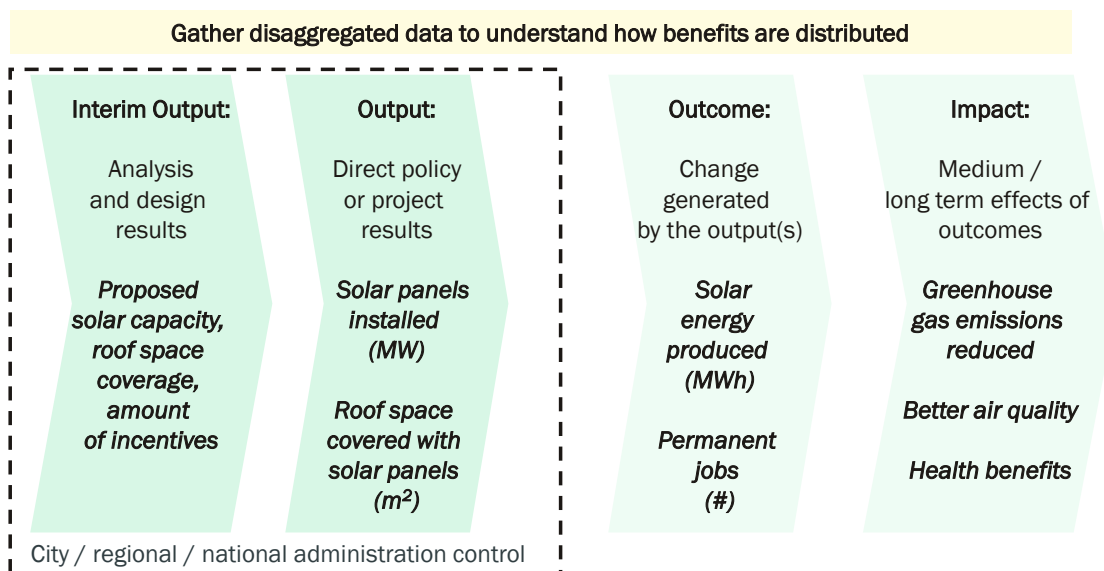 Gather disaggregated data to understand how benefits are distributed
Interim Output:
Analysis
and design
results
Proposed
solar capacity,
roof space
coverage,
amount
of incentives
Output:
Direct policy
or project
results
Solar panels
installed
(MW)
Roof space
covered with
solar panels
(m²)
Outcome:
Change
generated
by the output(s)
Solar
energy
produced
(MWh)
Permanent
jobs
(#)
Impact:
Medium /
long term effects of
outcomes
Greenhouse
gas emissions
reduced
Better air quality
Health benefits
City / regional / national administration control